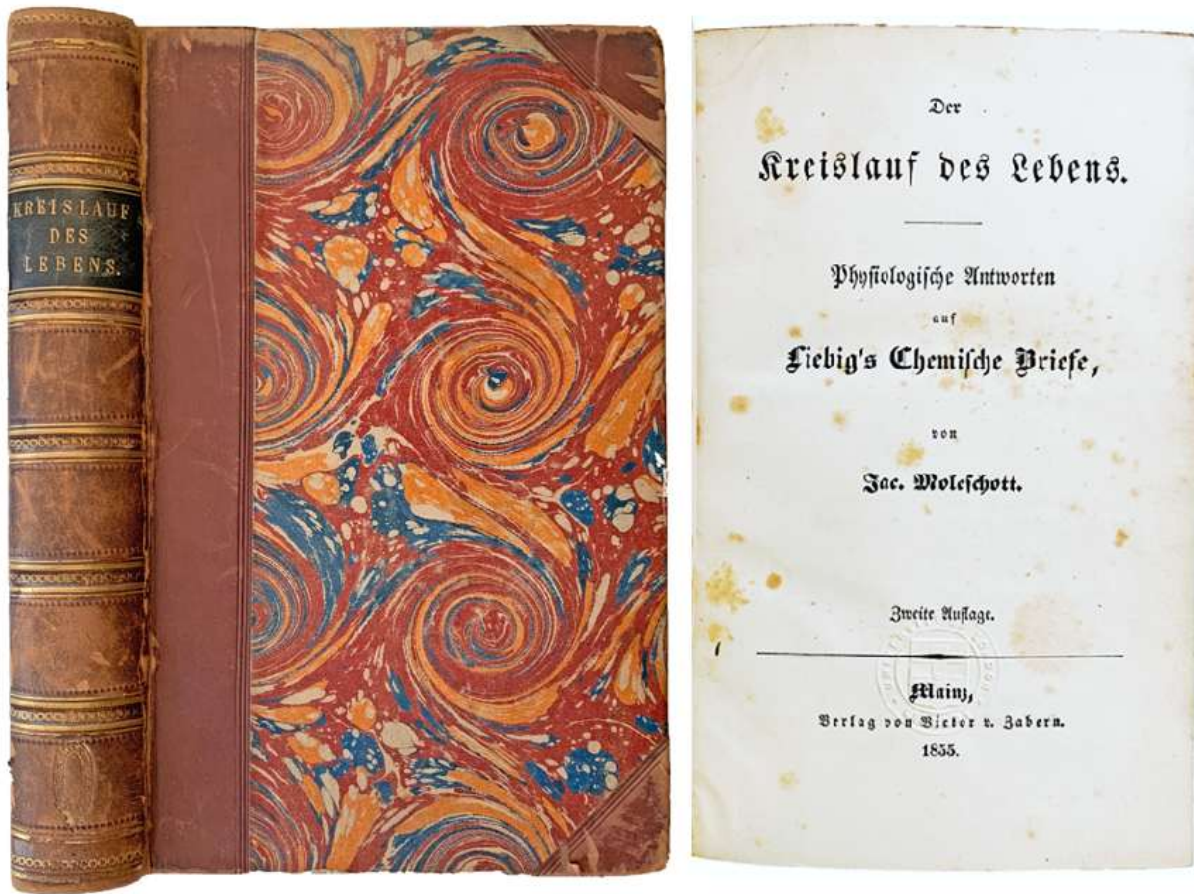 KREISLAUF
DES
LEBENS.
Der
Kreislauf des Lebens.
Physiologische Antworten
auf
Liebig's Chemische Briefe,
von
Jac. Moleschott.
Zweite Auflage.
Mainz,
Verlag von Victor v. Zabern.
1855.